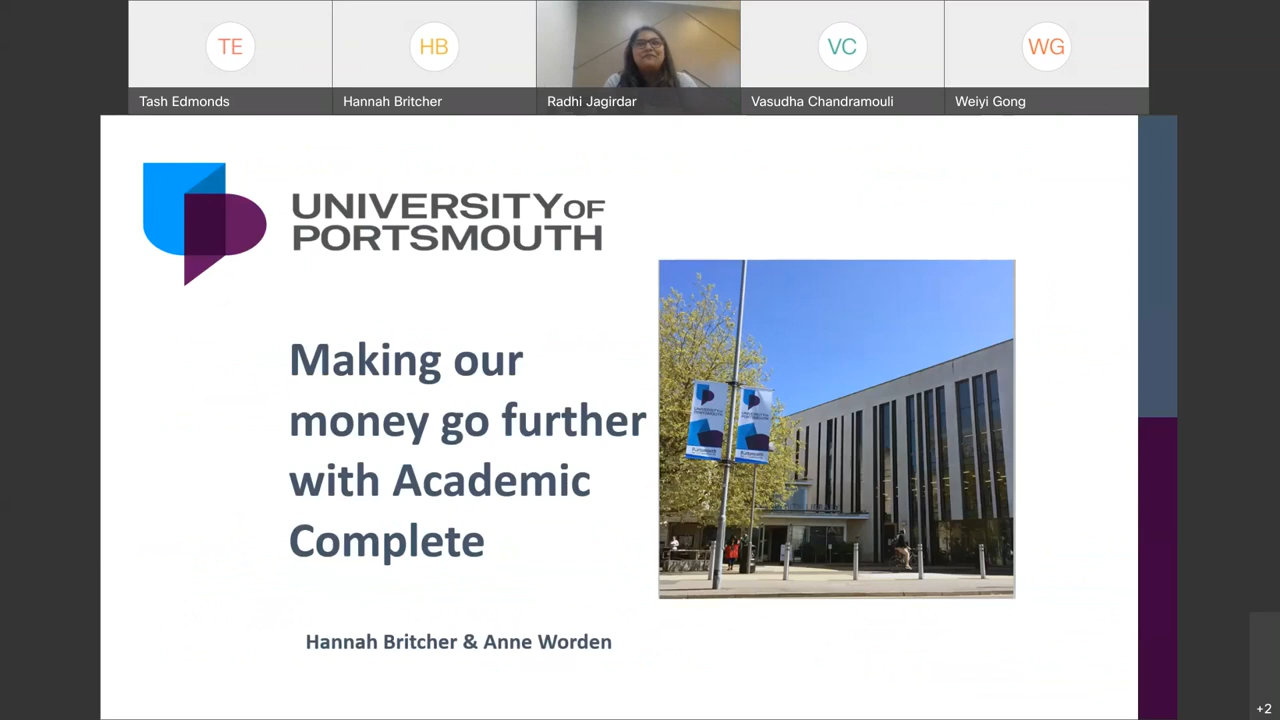 TE
HB
VC
WG
Tash Edmonds
Hannah Britcher
Radhi Jagirdar
Vasudha Chandramouli
Weiyi Gong
UNIVERSITY OF
PORTSMOUTH
Making our
money go further
with Academic
Complete
Hannah Britcher & Anne Worden
+2